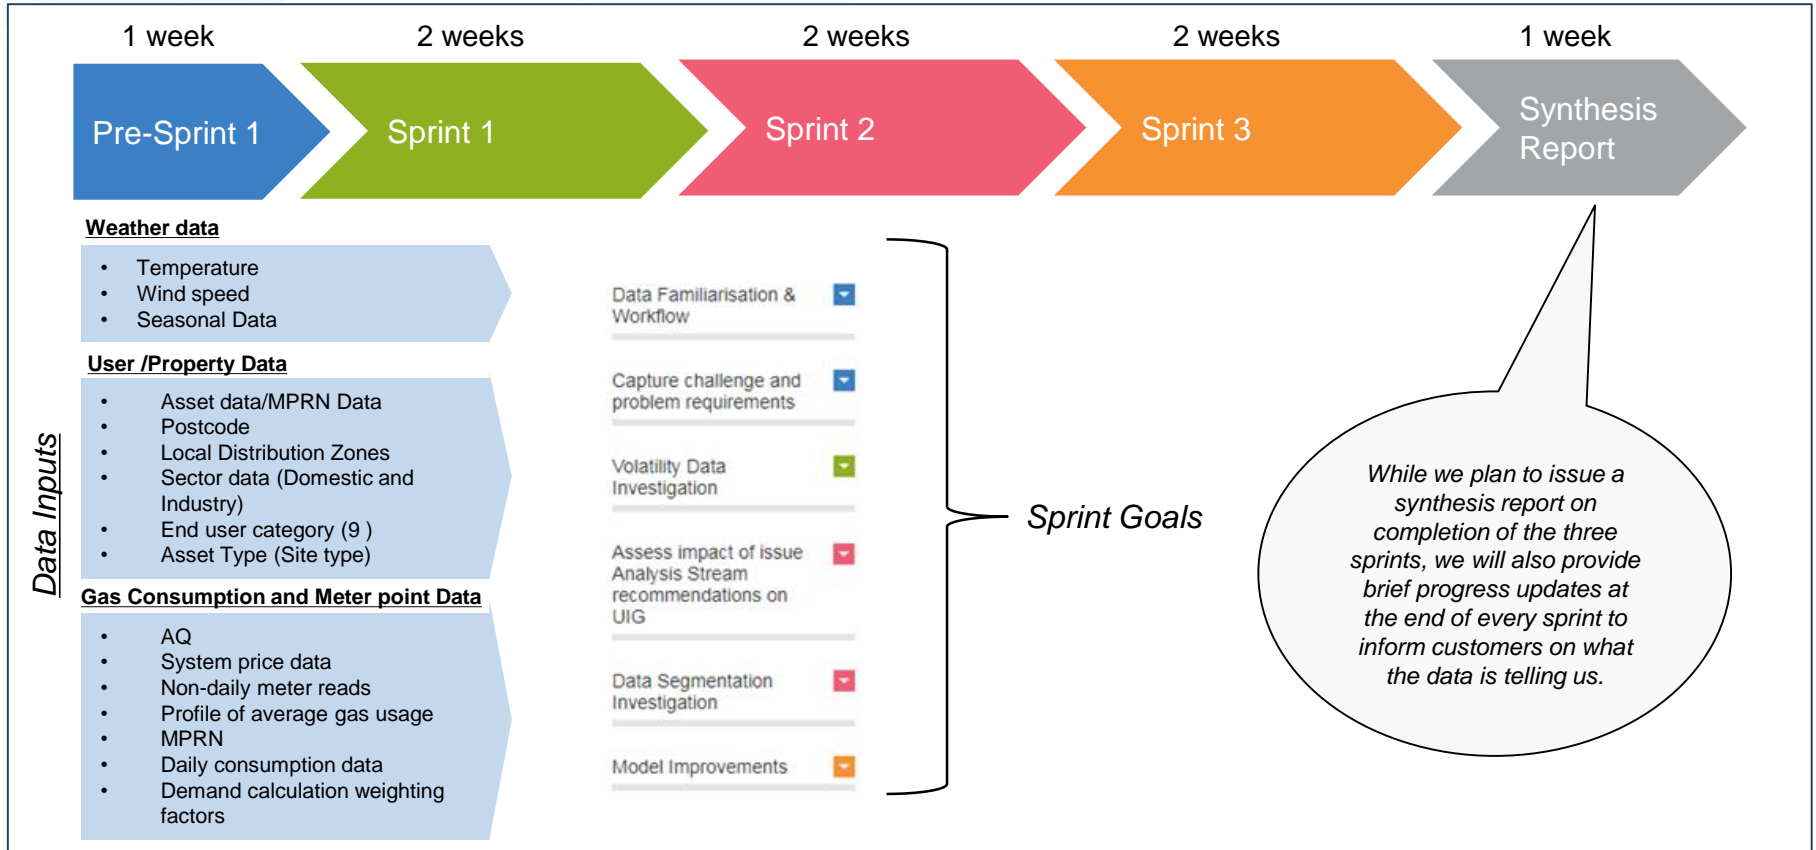 1 week
2 weeks
2 weeks
2 weeks
1 week
Pre-Sprint 1
Sprint 1
Sprint 2
Sprint 3
Synthesis
Report
Data Inputs
Weather data
• Temperature
• Wind speed
• Seasonal Data
User /Property Data
• Asset data/MPRN Data
• Postcode
• Local Distribution Zones
• Sector data (Domestic and
Industry)
• End user category (9 )
• Asset Type (Site type)
Gas Consumption and Meter point Data
• AQ
• System price data
• Non-daily meter reads
• Profile of average gas usage
• MPRN
• Daily consumption data
• Demand calculation weighting
factors
Data Familiarisation &
Workflow
Capture challenge and
problem requirements
Volatility Data
Investigation
Assess impact of issue
Analysis Stream
recommendations on
UIG
Data Segmentation
Investigation
Model Improvements
Sprint Goals
While we plan to issue a
synthesis report on
completion of the three
sprints, we will also provide
brief progress updates at
the end of every sprint to
inform customers on what
the data is telling us.